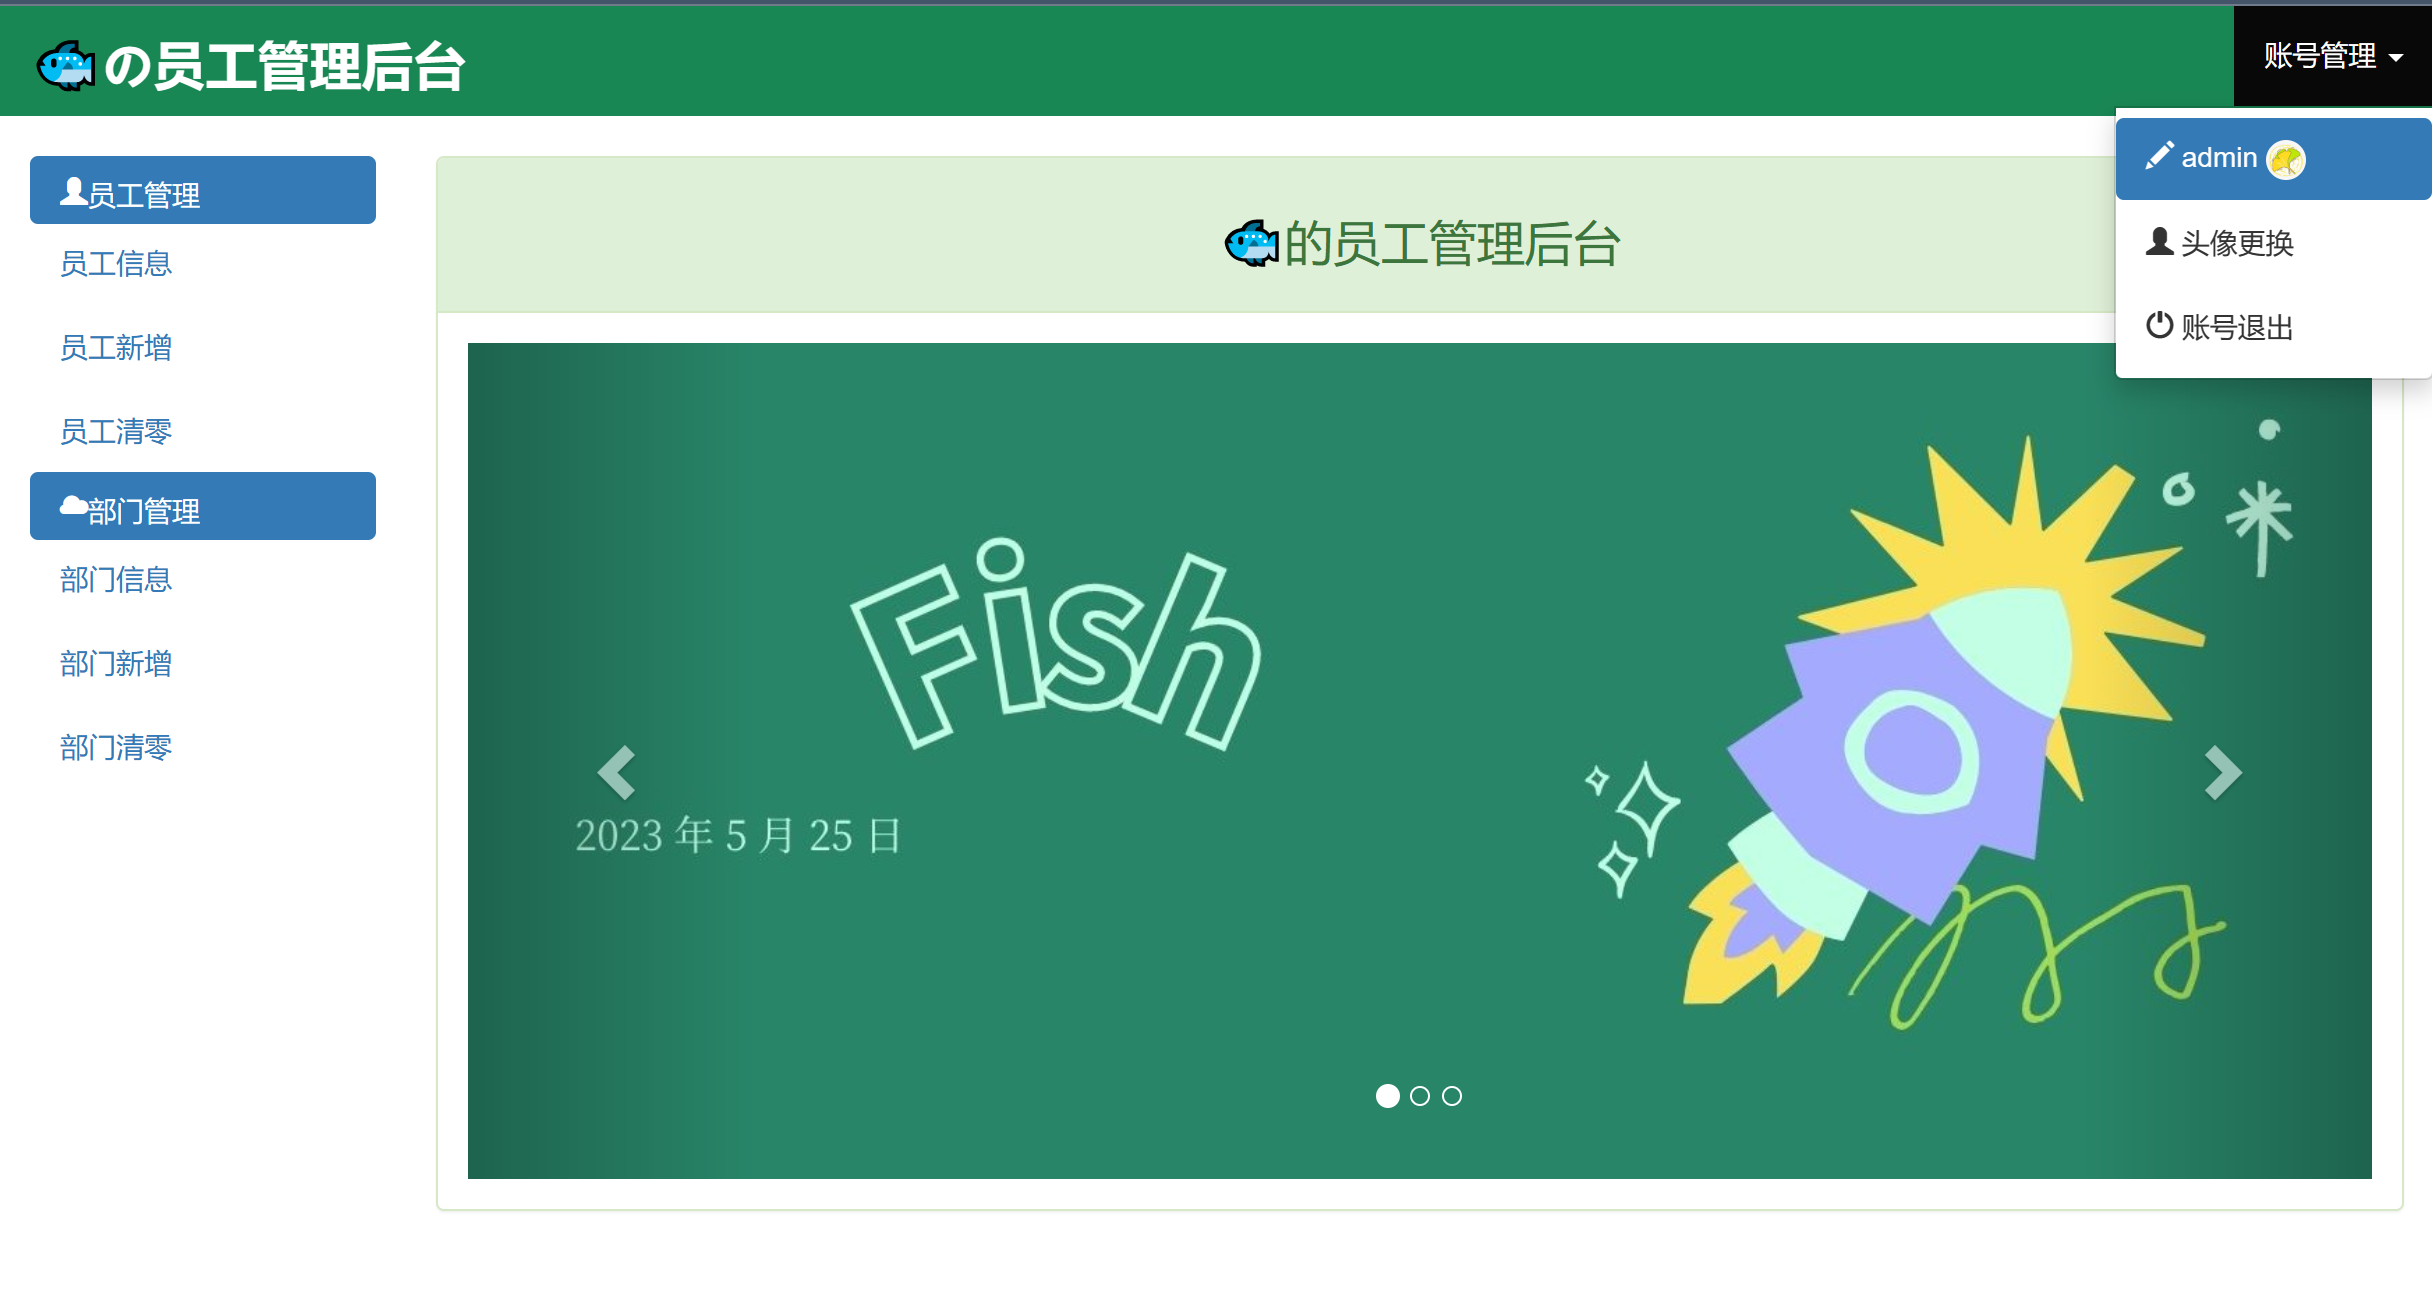 の员工管理后台
账号管理
admin
头像更换
账号退出
员工管理
员工信息
员工新增
员工清零
部门管理
部门信息
部门新增
部门清零
的员工管理后台
Fish
2023 年 5 月 25 日